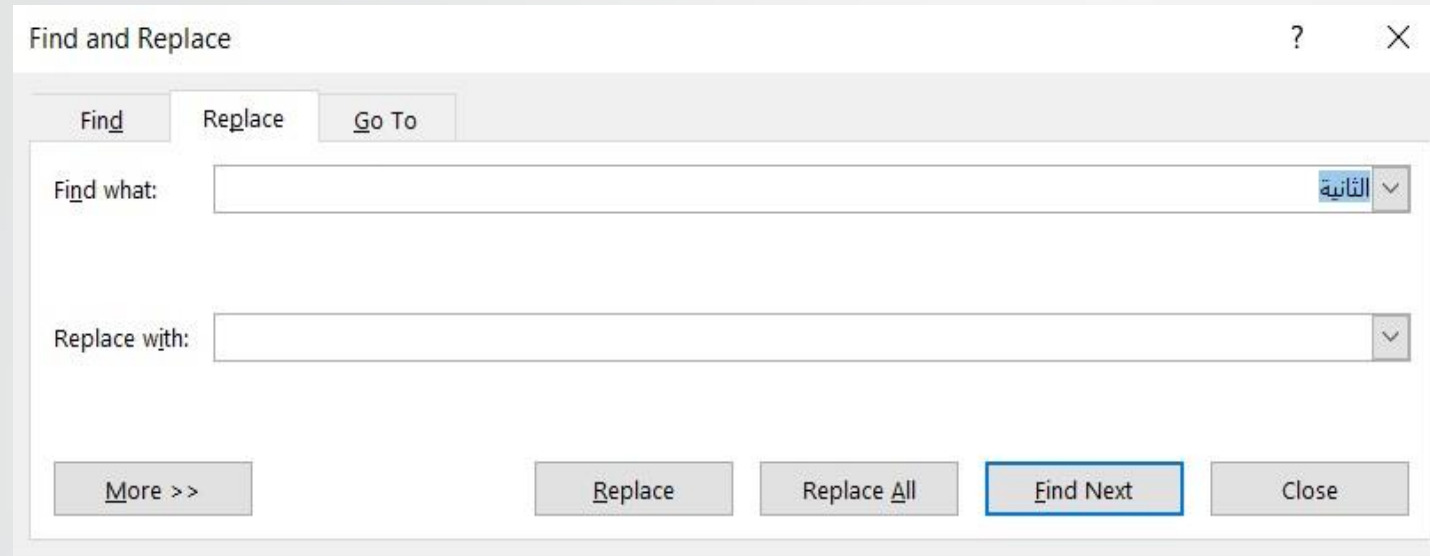 Find and Replace ?
Find Replace Go To
Find what: الثانية
Replace with:
More >> Replace Replace All Find Next Close